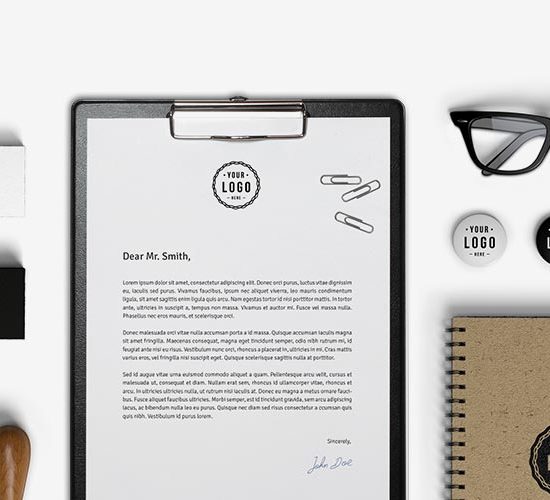 YOUR
LOGO
HERE
Dear Mr. Smith,
Lorem ipsum dolor sit amet, consectetur adipiscing elit. Donec id purus vitae dignissim
eu, iaculis sed purus. Vivamus faucibus, ipsum nec aliquet viverra, leo mauris condimentum
ligula, sit amet sagittis enim ligula quis arcu. Nam egestas tortor id nisl porttitor mattis. In tortor
ante, ultricies in suscipit a, tempus non massa. Vivamus et auctor mi. Fusce vel massa nulla.
Phasellus nec eros mauris, et scelerisque orci.
Donec malesuada orci vitae nulla accumsan porta a id massa. Quisque accumsan iaculis magna
sit amet fringilla. Maecenas consequat, magna eget tincidunt semper, odio nibh rutrum mi, id
feugiat ante nisi eu risus. Vestibulum nunc orci, rhoncus a placerat in, ultricies in mi. Cras mattis
varius eros, vel fringilla nisi suscipit eget. Quisque scelerisque sagittis nulla at porttitor.
Sed id augue vitae urna euismod commodo aliquet a quam. Pellentesque arcu velit, cursus et
malesuada ut, consequat et diam. Nullam erat sem, rhoncus id ullamcorper vitae, rhoncus et
arcu. In ultricies ultricies nulla, ut rutrum nisl iaculis at. Donec eu magna a metus ornare fauci-
bus. Fusce aliquet faucibus ultricies. Morbi semper, est id tincidunt cursus, magna massa porta
lacus, ac bibendum nulla leo eu purus. Quisque nec diam sed risus consectetur a cumsan quis
quis nibh. Vestibulum id purus lorem.
Sincerely,
John Doe
YOUR
LOGO
HERE